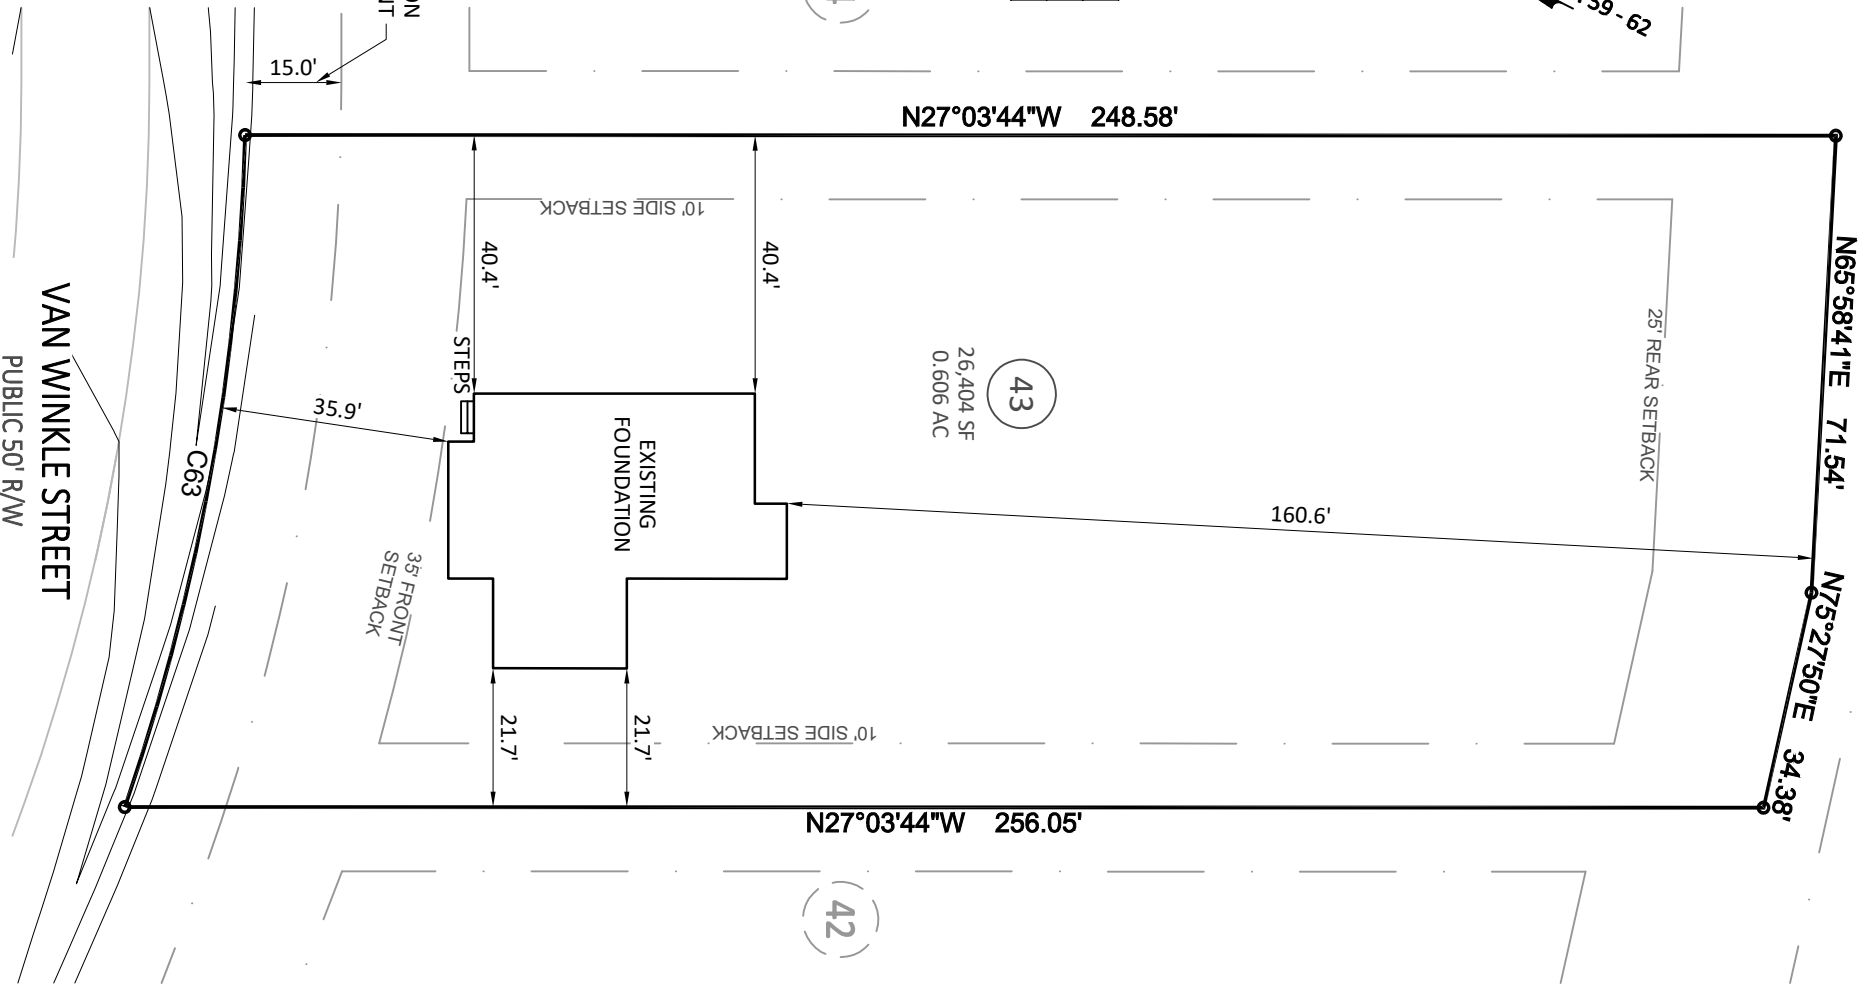 59 - 62
15.0'
N27°03'44"W 248.58'
10' SIDE SETBACK
40.4'
40.4'
N65°58'41"E 71.54'
25' REAR SETBACK
STEPS
35.9'
43
26,404 SF
0.606 AC
EXISTING
FOUNDATION
160.6'
C63
VAN WINKLE STREET
PUBLIC 50' R/W
35' FRONT
SETBACK
N75°27'50"E 34.38'
21.7'
21.7'
10' SIDE SETBACK
N27°03'44"W 256.05'
42